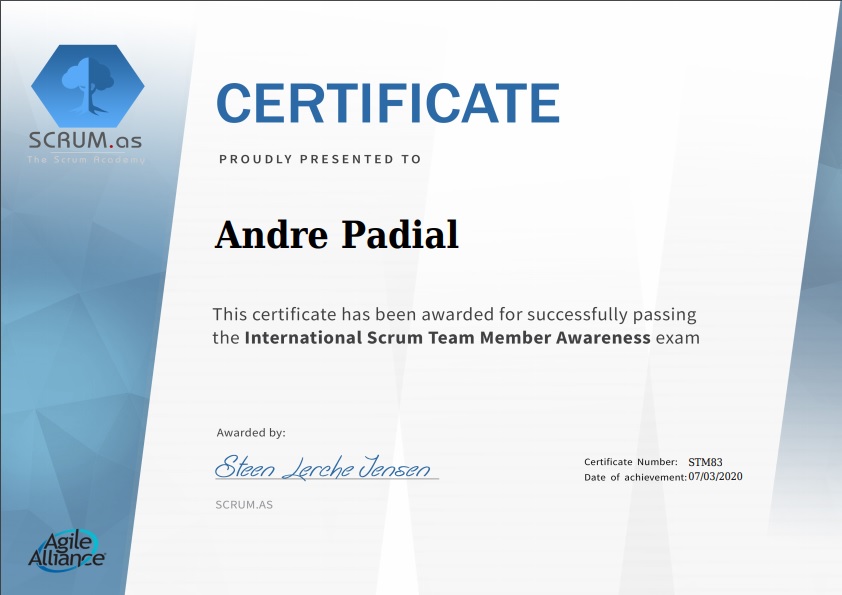 SCRUM.as
The Scrum Academy
CERTIFICATE
PROUDLY PRESENTED TO
Andre Padial
This certificate has been awarded for successfully passing
the International Scrum Team Member Awareness exam
Awarded by:
Steen Lerche Jensen
SCRUM.AS
Certificate Number: STM83
Date of achievement: 07/03/2020
Agile
Alliance